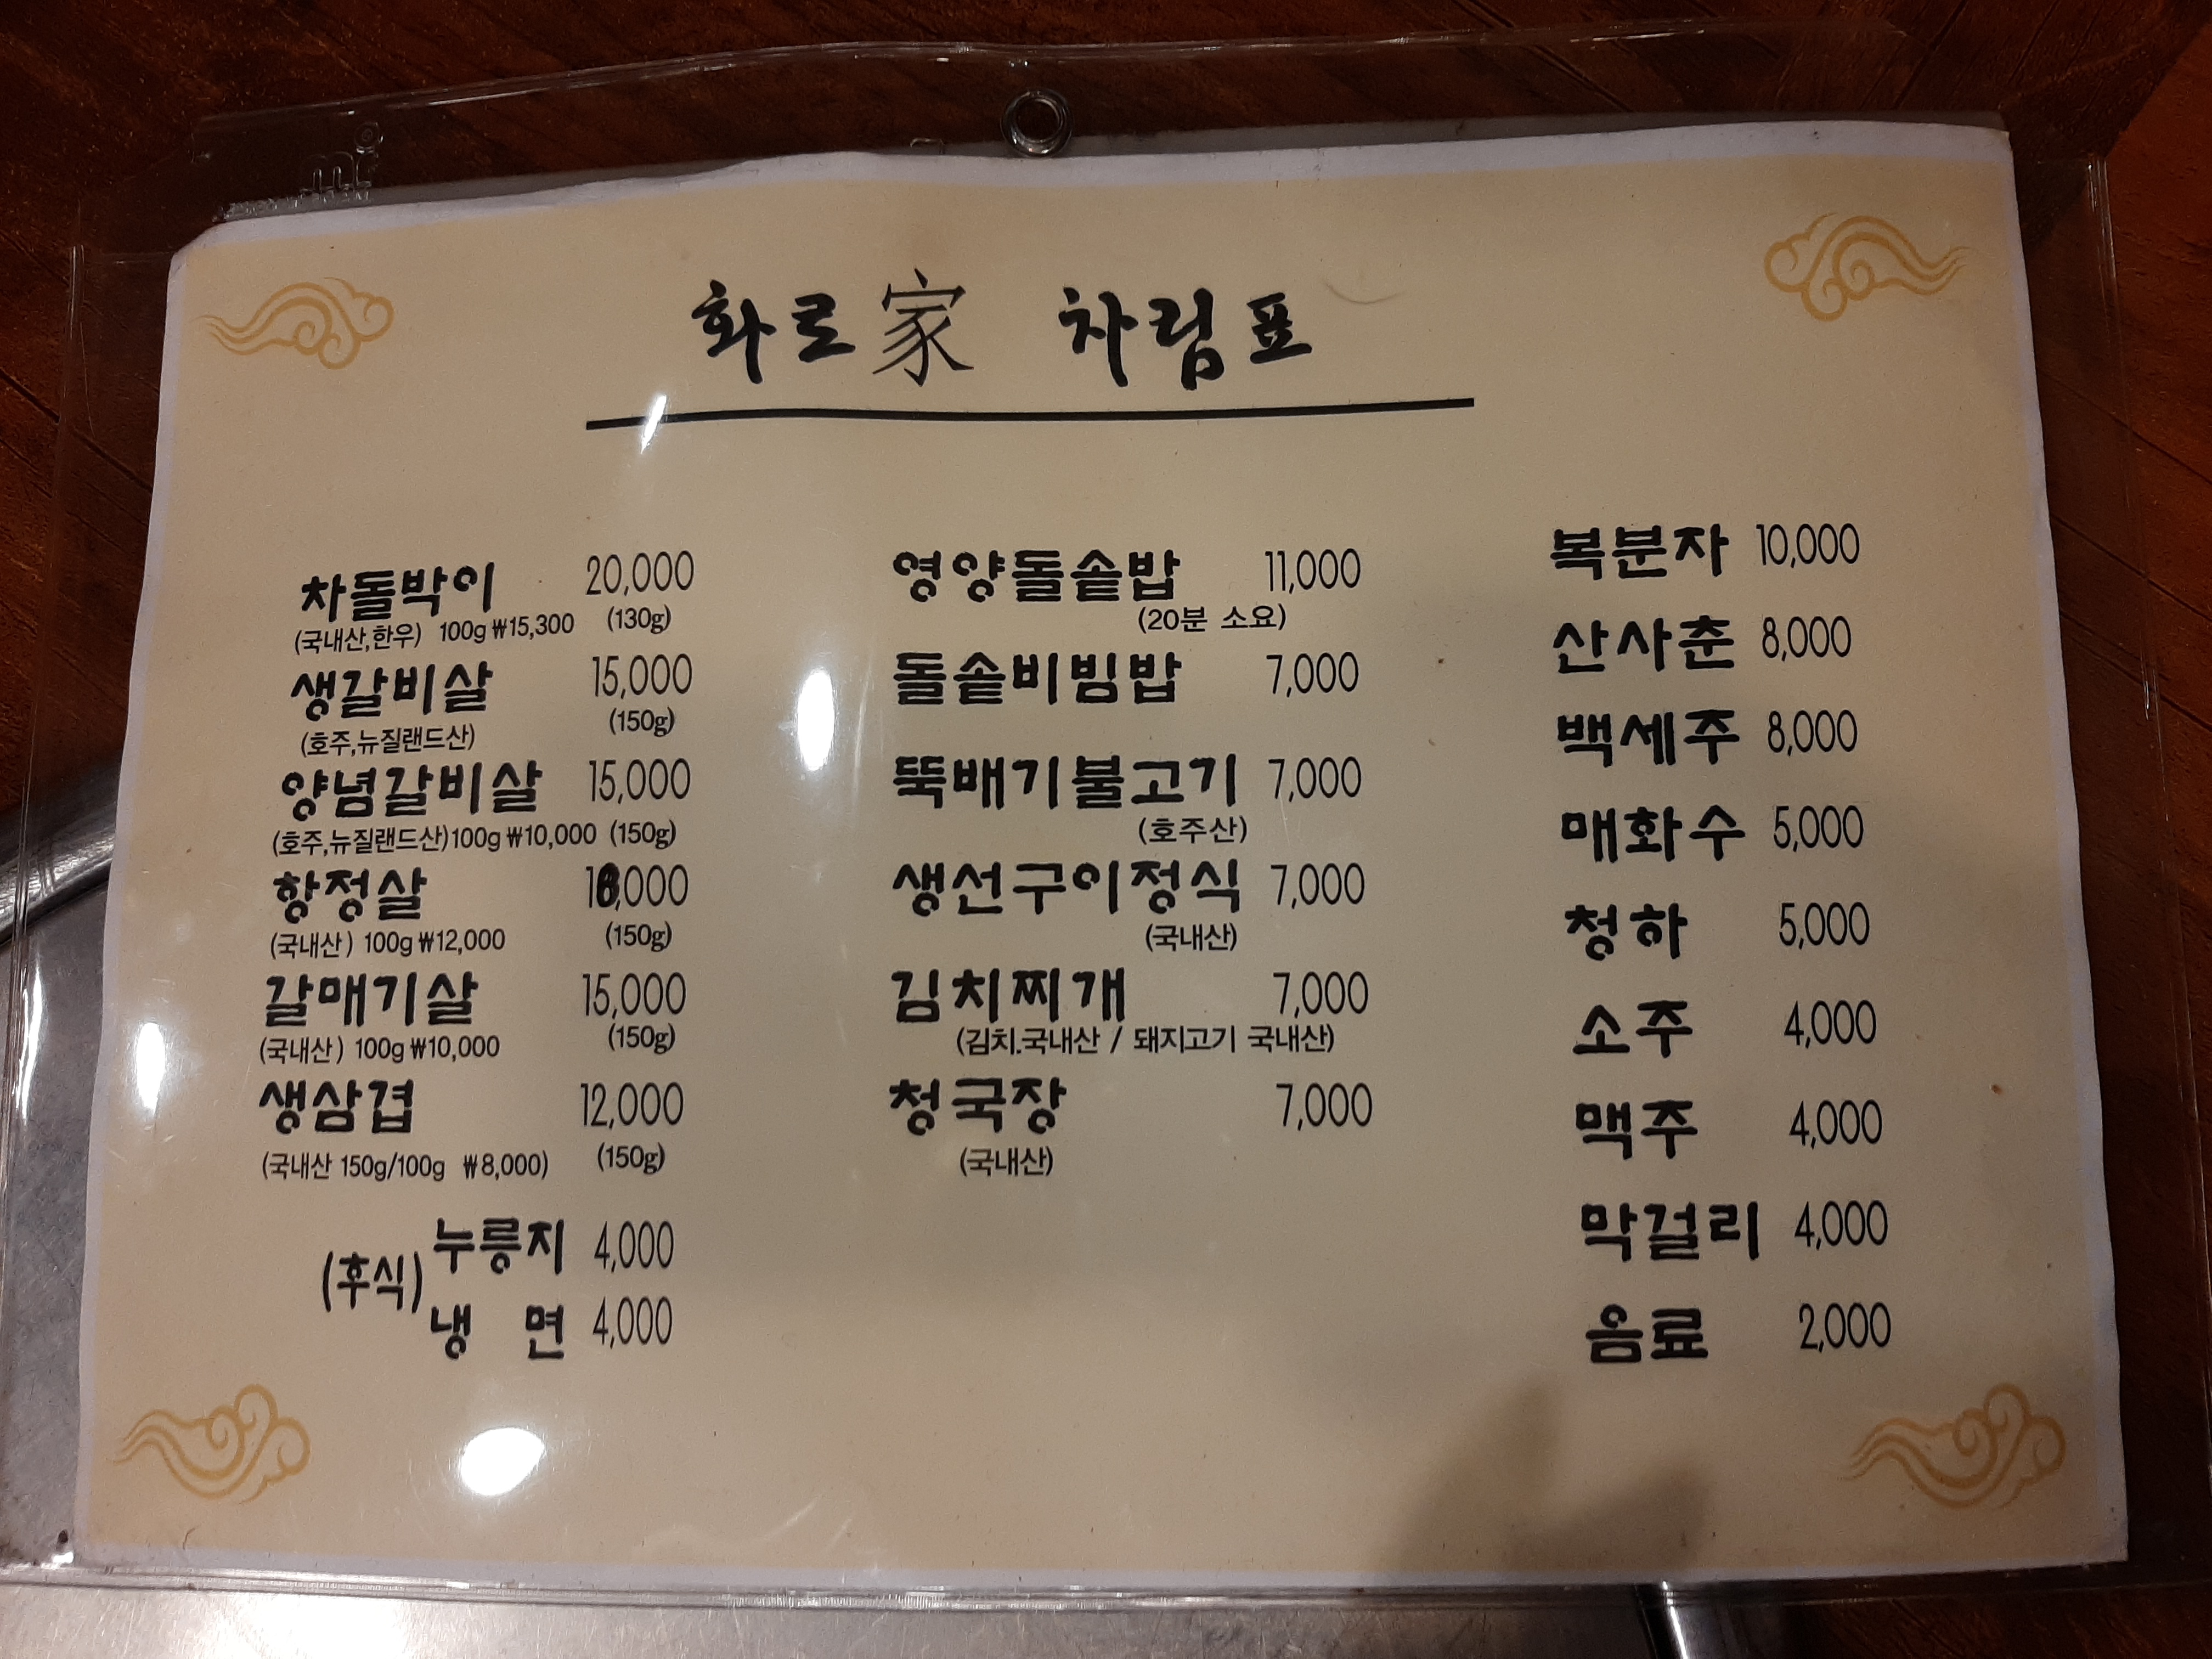 화로家 차림표
차돌박이 20,000
(국내산,한우) 100g ₩15,300 (130g)
생갈비살 15,000
(호주,뉴질랜드산) (150g)
양념갈비살 15,000
(호주,뉴질랜드산)100g ₩10,000 (150g)
항정살 16,000
(국내산) 100g ₩12,000 (150g)
갈매기살 15,000
(국내산) 100g ₩10,000 (150g)
생삼겹 12,000
(국내산 150g/100g ₩8,000) (150g)
(후식)
누룽지 4,000
냉 면 4,000
영양돌솥밥 11,000
(20분 소요)
돌솥비빔밥 7,000
뚝배기불고기 7,000
(호주산)
생선구이정식 7,000
(국내산)
김치찌개 7,000
(김치.국내산 / 돼지고기 국내산)
청국장 7,000
(국내산)
복분자 10,000
산사춘 8,000
백세주 8,000
매화수 5,000
청하 5,000
소주 4,000
맥주 4,000
막걸리 4,000
음료 2,000